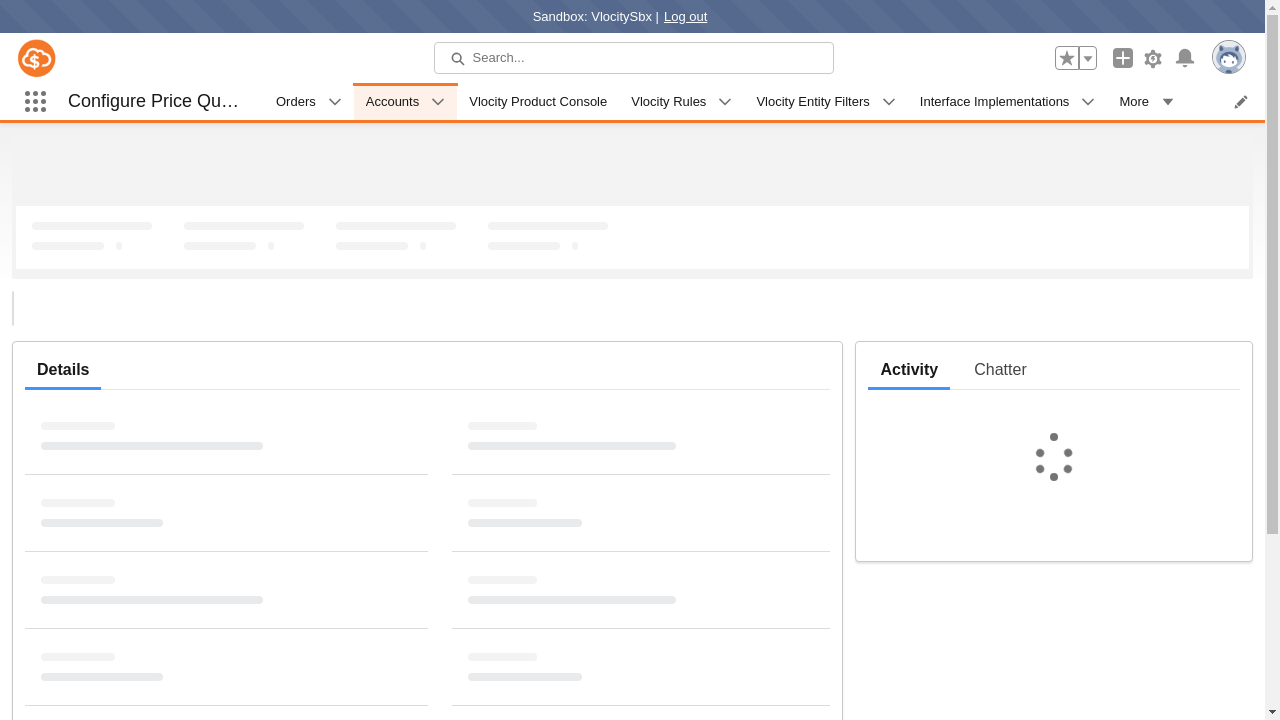 Sandbox: VlocitySbx | Log out
Search...
Configure Price Qu...
Orders
Accounts
Vlocity Product Console
Vlocity Rules
Vlocity Entity Filters
Interface Implementations
More
Details
Activity
Chatter